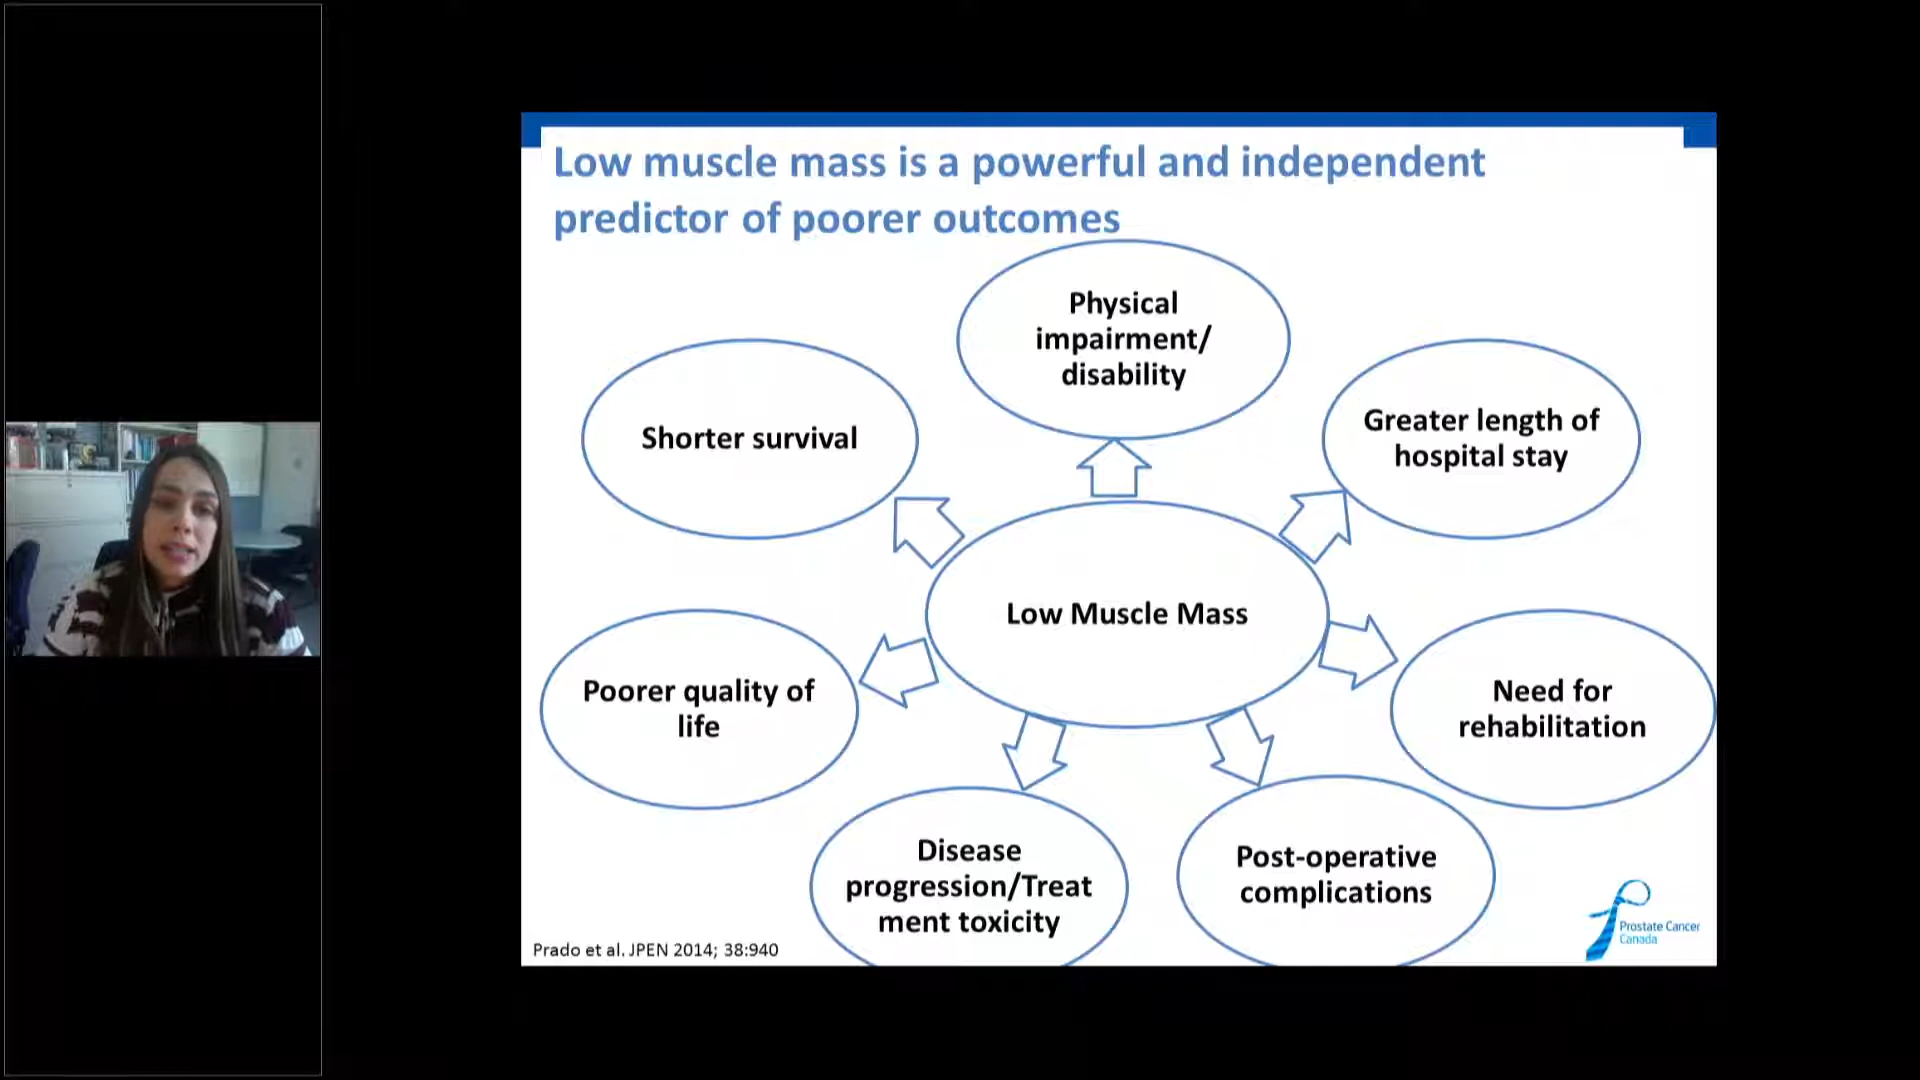 Low muscle mass is a powerful and independent
predictor of poorer outcomes
Physical
impairment/
disability
Shorter survival
Greater length of
hospital stay
Low Muscle Mass
Poorer quality of
life
Need for
rehabilitation
Disease
progression/Treat
ment toxicity
Post-operative
complications
Prado et al. JPEN 2014; 38:940
Prostate Cancer
Canada